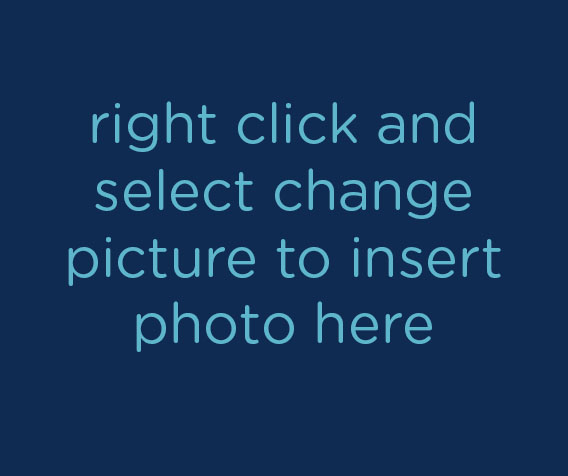 right click and
select change
picture to insert
photo here